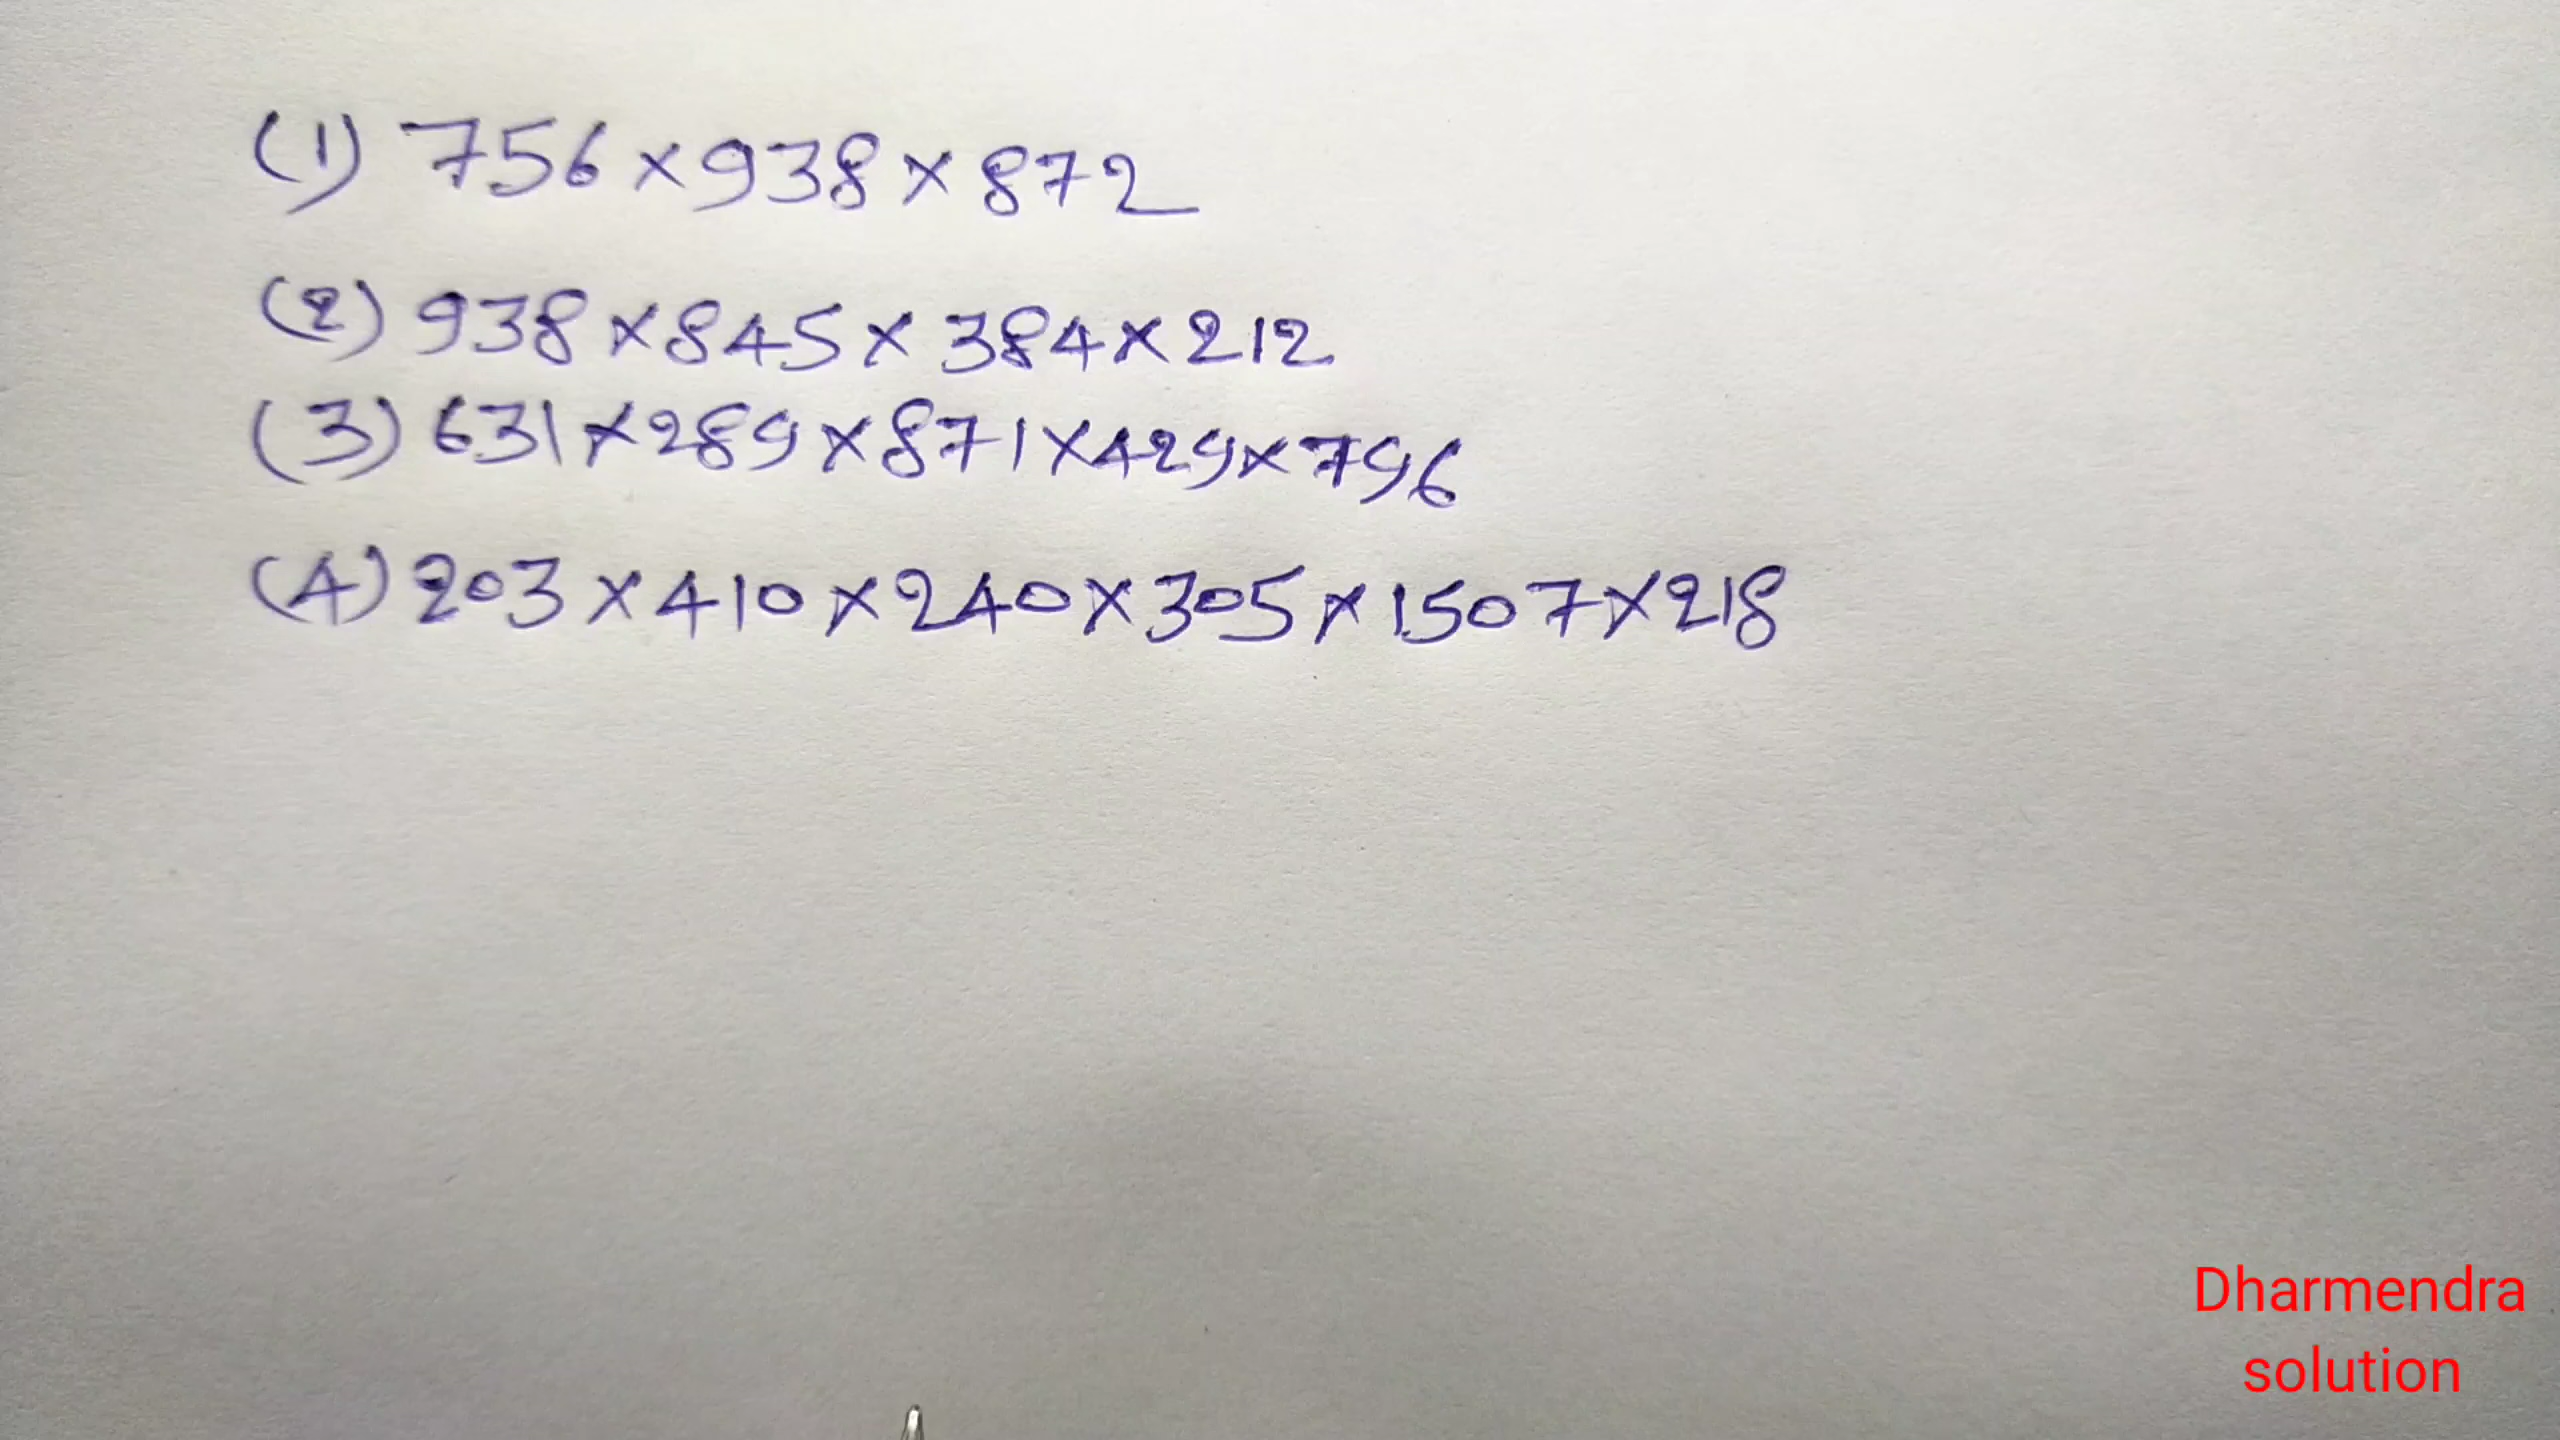 (1) 756×938×872
(2) 938×845×384×212
(3) 631×289×871×429×796
(4) 203×410×240×305×1507×218
Dharmendra
solution